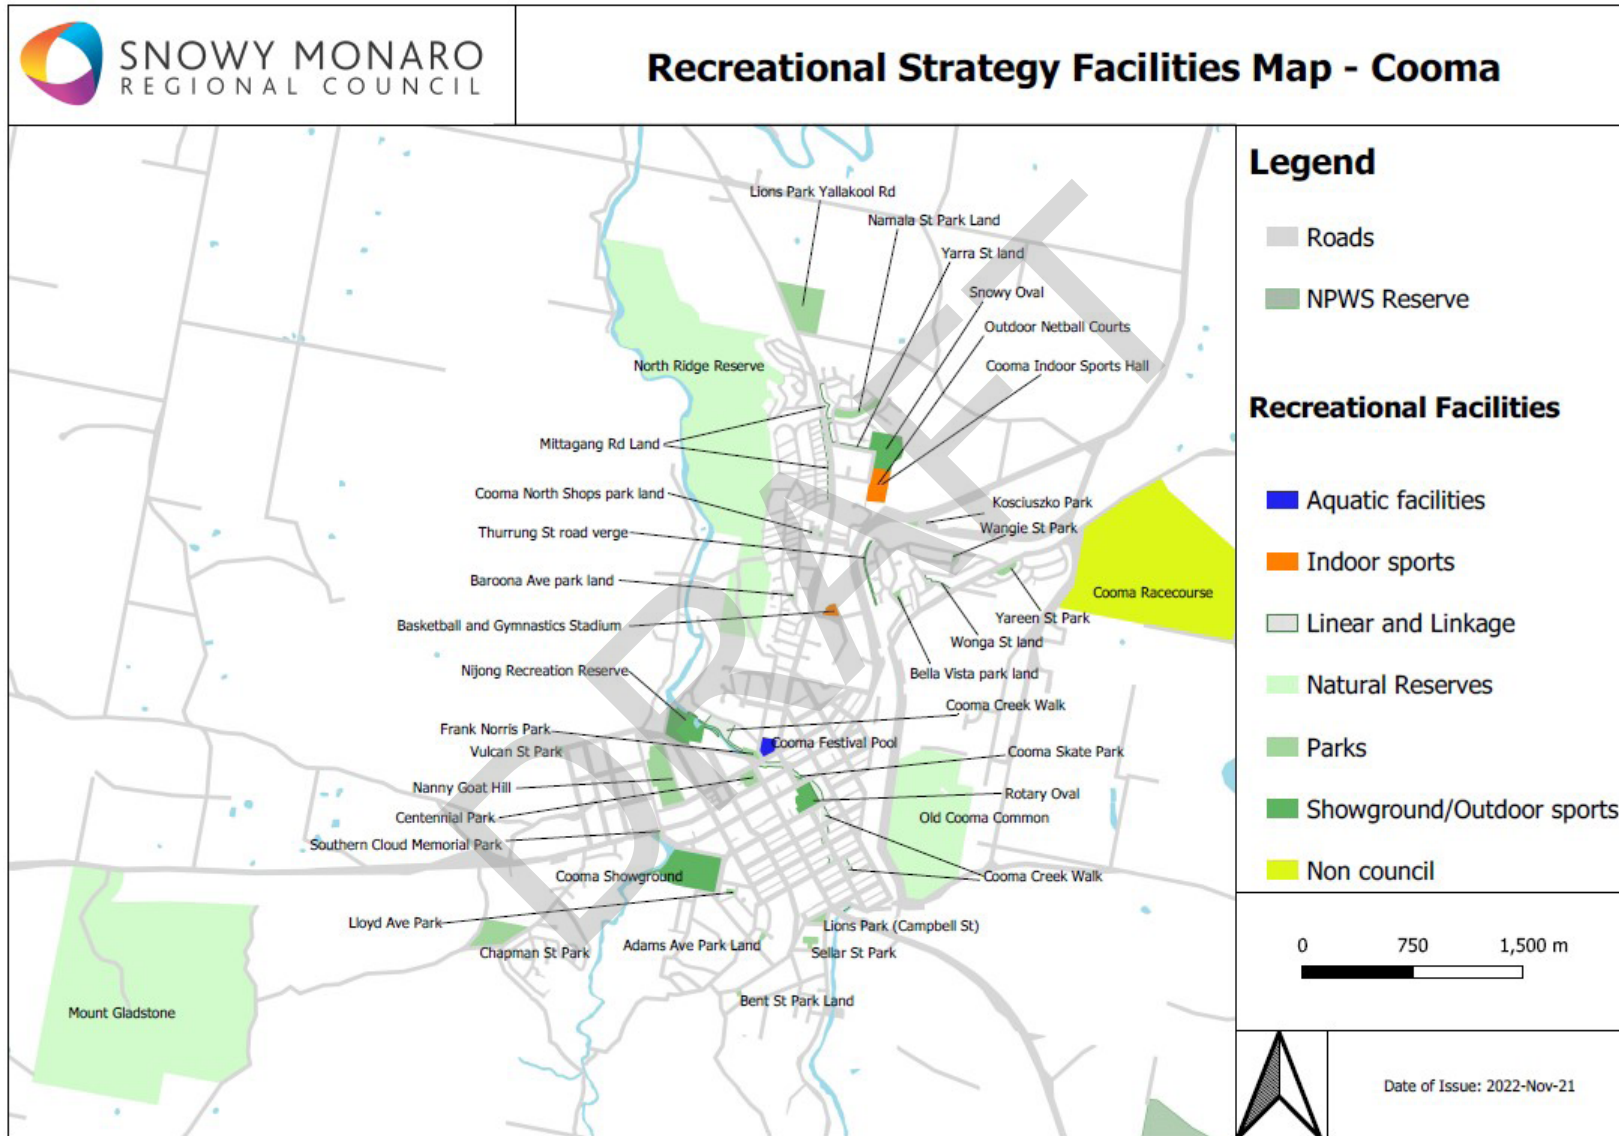 SNOWY MONARO
REGIONAL COUNCIL
Recreational Strategy Facilities Map - Cooma
Lions Park Yallakool Rd
Namala St Park Land
Yarra St land
Snowy Oval
Outdoor Netball Courts
Cooma Indoor Sports Hall
North Ridge Reserve
Mittagang Rd Land
Cooma North Shops park land
Kosciuszko Park
Wangie St Park
Thurrung St road verge
Baroona Ave park land
Cooma Racecourse
Yareen St Park
Basketball and Gymnastics Stadium
Wonga St land
Nijong Recreation Reserve
Bella Vista park land
Cooma Creek Walk
Frank Norris Park
Cooma Festival Pool
Vulcan St Park
Cooma Skate Park
Nanny Goat Hill
Rotary Oval
Centennial Park
Old Cooma Common
Southern Cloud Memorial Park
Cooma Showground
Cooma Creek Walk
Lloyd Ave Park
Lions Park (Campbell St)
Chapman St Park
Adams Ave Park Land
Sellar St Park
Bent St Park Land
Mount Gladstone
DRAFT
Legend
Roads
NPWS Reserve
Recreational Facilities
Aquatic facilities
Indoor sports
Linear and Linkage
Natural Reserves
Parks
Showground/Outdoor sports
Non council
0 750 1,500 m
Date of Issue: 2022-Nov-21